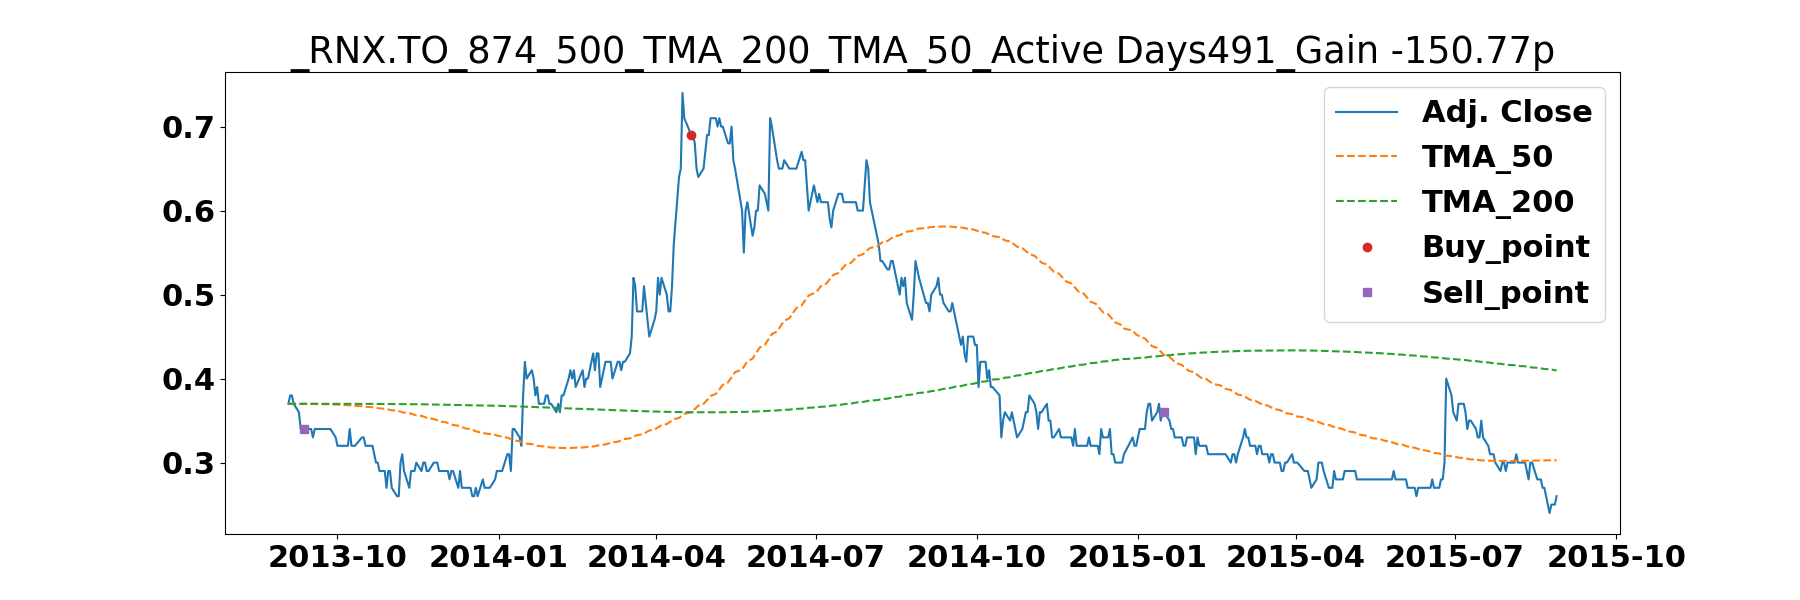 _RNX.TO_874_500_TMA_200_TMA_50_Active Days491_Gain -150.77p
Adj. Close
TMA_50
TMA_200
Buy_point
Sell_point
0.7
0.6
0.5
0.4
0.3
2013-10 2014-01 2014-04 2014-07 2014-10 2015-01 2015-04 2015-07 2015-10